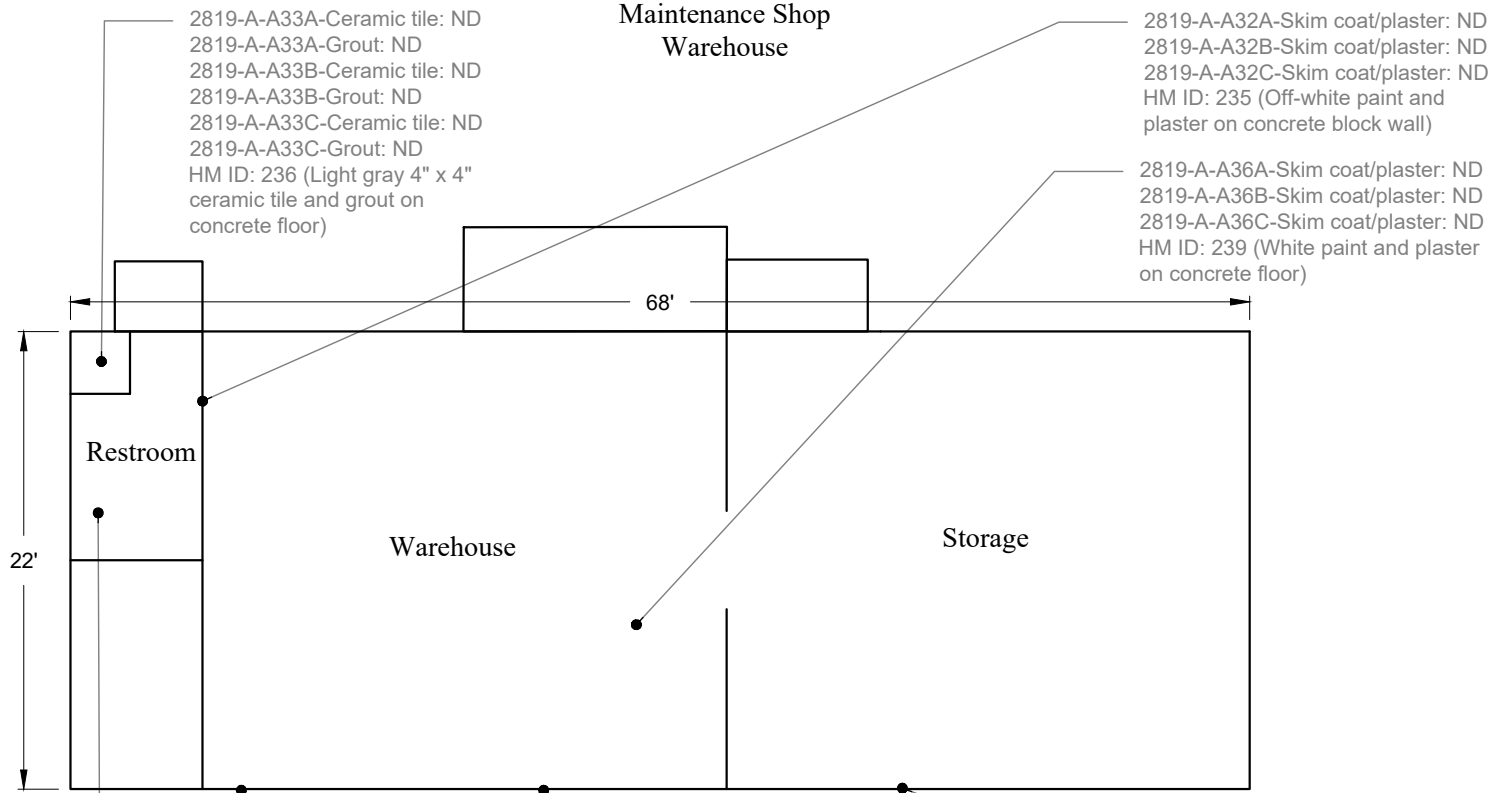 Maintenance Shop
Warehouse
2819-A-A33A-Ceramic tile: ND
2819-A-A33A-Grout: ND
2819-A-A33B-Ceramic tile: ND
2819-A-A33B-Grout: ND
2819-A-A33C-Ceramic tile: ND
2819-A-A33C-Grout: ND
HM ID: 236 (Light gray 4" x 4"
ceramic tile and grout on
concrete floor)
2819-A-A32A-Skim coat/plaster: ND
2819-A-A32B-Skim coat/plaster: ND
2819-A-A32C-Skim coat/plaster: ND
HM ID: 235 (Off-white paint and
plaster on concrete block wall)
2819-A-A36A-Skim coat/plaster: ND
2819-A-A36B-Skim coat/plaster: ND
2819-A-A36C-Skim coat/plaster: ND
HM ID: 239 (White paint and plaster
on concrete floor)
68'
Restroom
Warehouse
Storage
22'